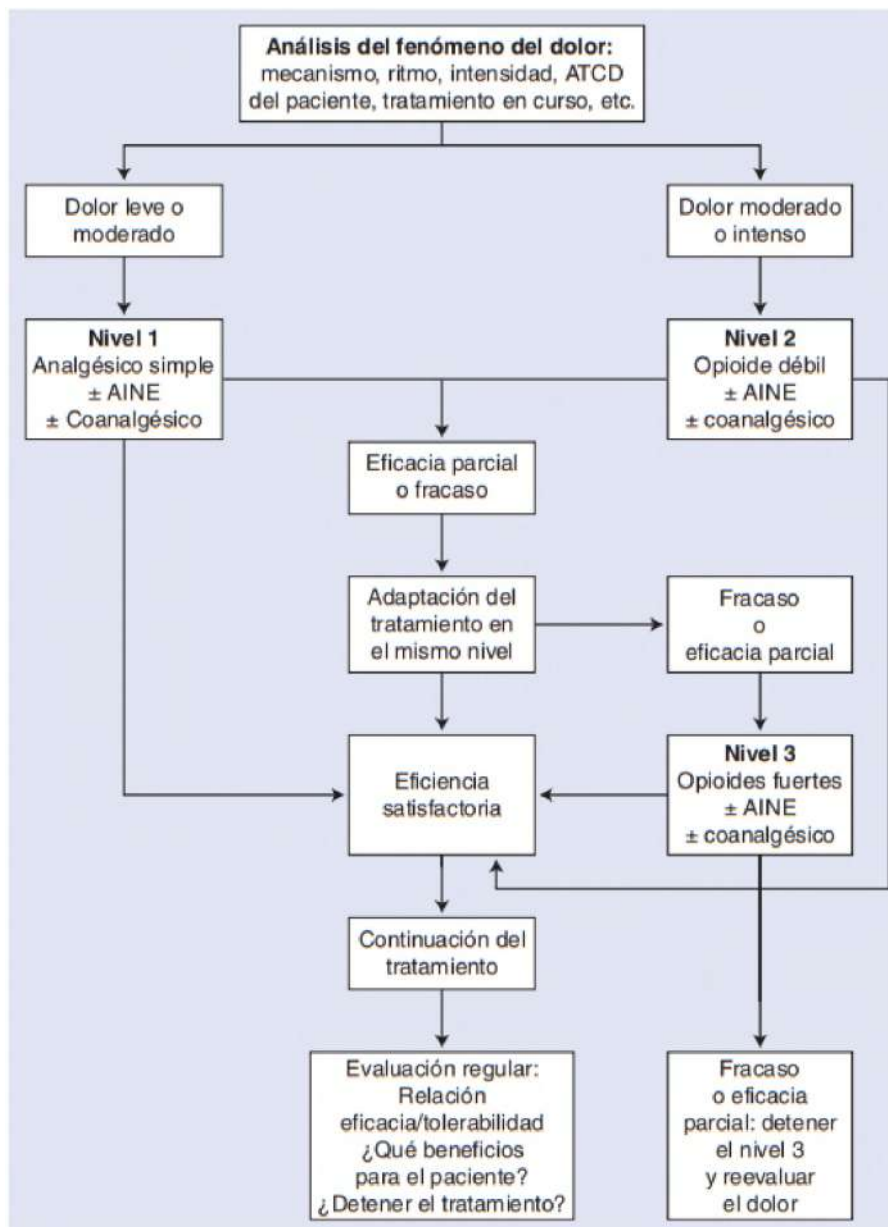 Análisis del fenómeno del dolor:
mecanismo, ritmo, intensidad, ATCD
del paciente, tratamiento en curso, etc.
Dolor leve o
moderado
Dolor moderado
o intenso
Nivel 1
Analgésico simple
± AINE
± Coanalgésico
Nivel 2
Opioide débil
± AINE
± coanalgésico
Eficacia parcial
o fracaso
Adaptación del
tratamiento en
el mismo nivel
Fracaso
o
eficacia parcial
Eficiencia
satisfactoria
Nivel 3
Opioides fuertes
± AINE
± coanalgésico
Continuación del
tratamiento
Evaluación regular:
Relación
eficacia/tolerabilidad
¿Qué beneficios
para el paciente?
¿Detener el tratamiento?
Fracaso
o eficacia
parcial: detener
el nivel 3
y reevaluar
el dolor